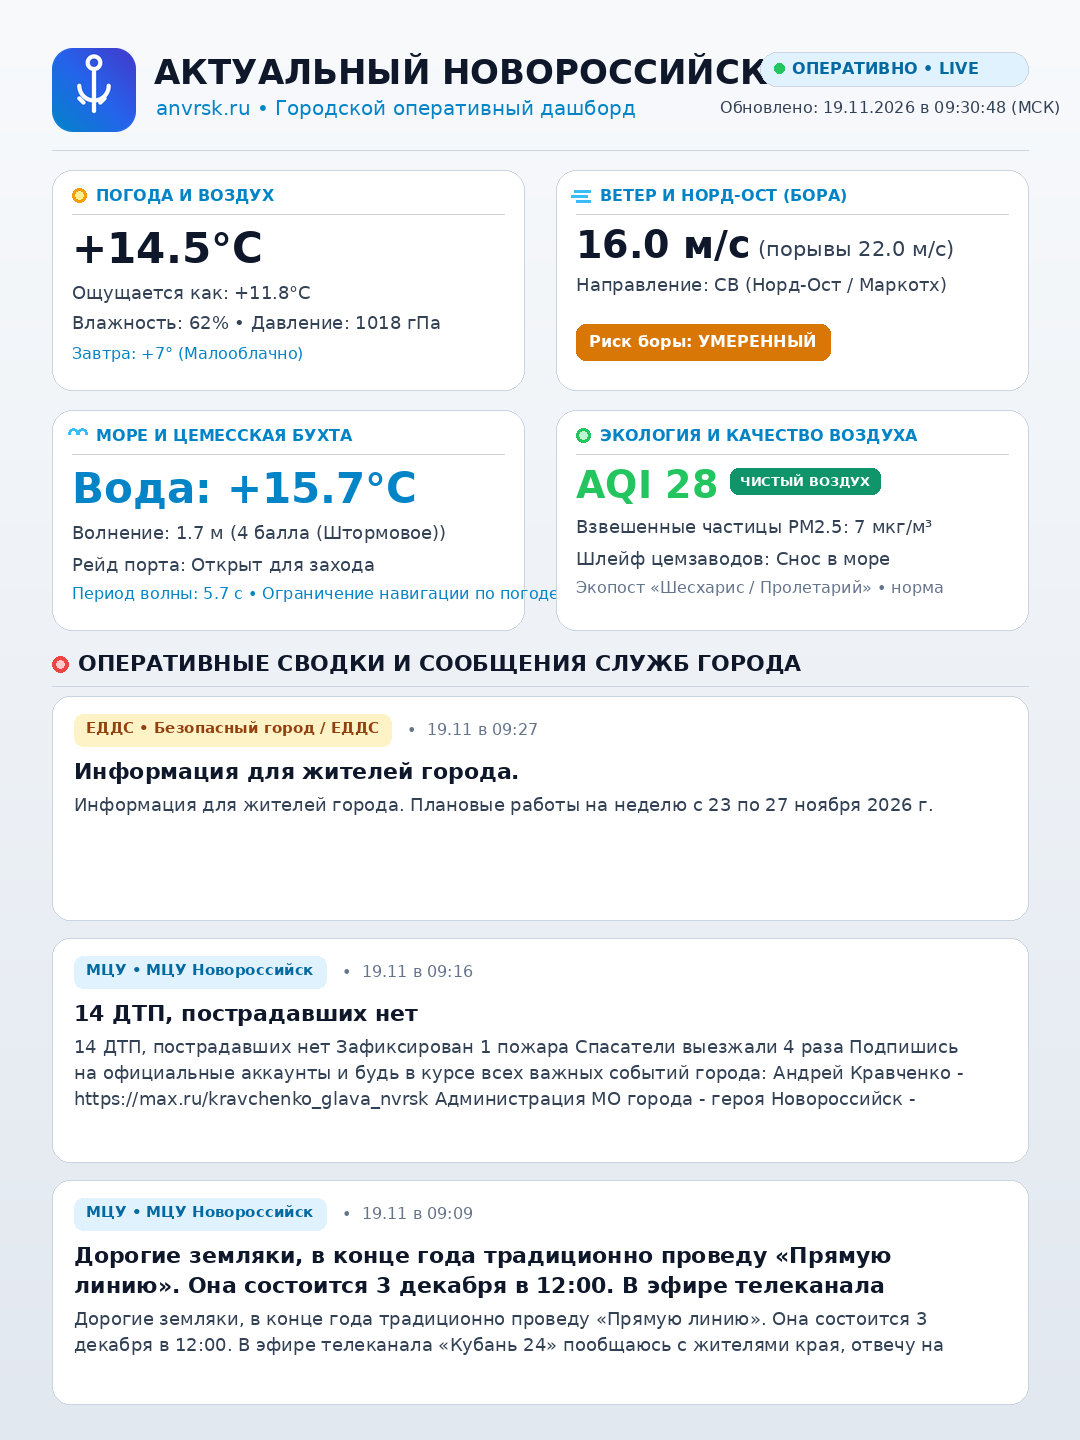 АКТУАЛЬНЫЙ НОВОРОССИЙСК
ОПЕРАТИВНО • LIVE
anvrsk.ru • Городской оперативный дашборд
Обновлено: 19.11.2026 в 09:30:48 (МСК)
ПОГОДА И ВОЗДУХ
+14.5°C
Ощущается как: +11.8°C
Влажность: 62% • Давление: 1018 гПа
Завтра: +7° (Малооблачно)
ВЕТЕР И НОРД-ОСТ (БОРА)
16.0 м/с (порывы 22.0 м/с)
Направление: СВ (Норд-Ост / Маркотх)
Риск боры: УМЕРЕННЫЙ
МОРЕ И ЦЕМЕССКАЯ БУХТА
Вода: +15.7°C
Волнение: 1.7 м (4 балла (Штормовое))
Рейд порта: Открыт для захода
Период волны: 5.7 с • Ограничение навигации по погоде
ЭКОЛОГИЯ И КАЧЕСТВО ВОЗДУХА
AQI 28 ЧИСТЫЙ ВОЗДУХ
Взвешенные частицы PM2.5: 7 мкг/м³
Шлейф цемзаводов: Снос в море
Экопост «Шесхарис / Пролетарий» • норма
ОПЕРАТИВНЫЕ СВОДКИ И СООБЩЕНИЯ СЛУЖБ ГОРОДА
ЕДДС • Безопасный город / ЕДДС • 19.11 в 09:27
Информация для жителей города.
Информация для жителей города. Плановые работы на неделю с 23 по 27 ноября 2026 г.
МЦУ • МЦУ Новороссийск • 19.11 в 09:16
14 ДТП, пострадавших нет
14 ДТП, пострадавших нет Зафиксирован 1 пожара Спасатели выезжали 4 раза Подпишись
на официальные аккаунты и будь в курсе всех важных событий города: Андрей Кравченко -
https://max.ru/kravchenko_glava_nvrsk Администрация МО города - героя Новороссийск -
МЦУ • МЦУ Новороссийск • 19.11 в 09:09
Дорогие земляки, в конце года традиционно проведу «Прямую
линию». Она состоится 3 декабря в 12:00. В эфире телеканала
Дорогие земляки, в конце года традиционно проведу «Прямую линию». Она состоится 3
декабря в 12:00. В эфире телеканала «Кубань 24» пообщаюсь с жителями края, отвечу на